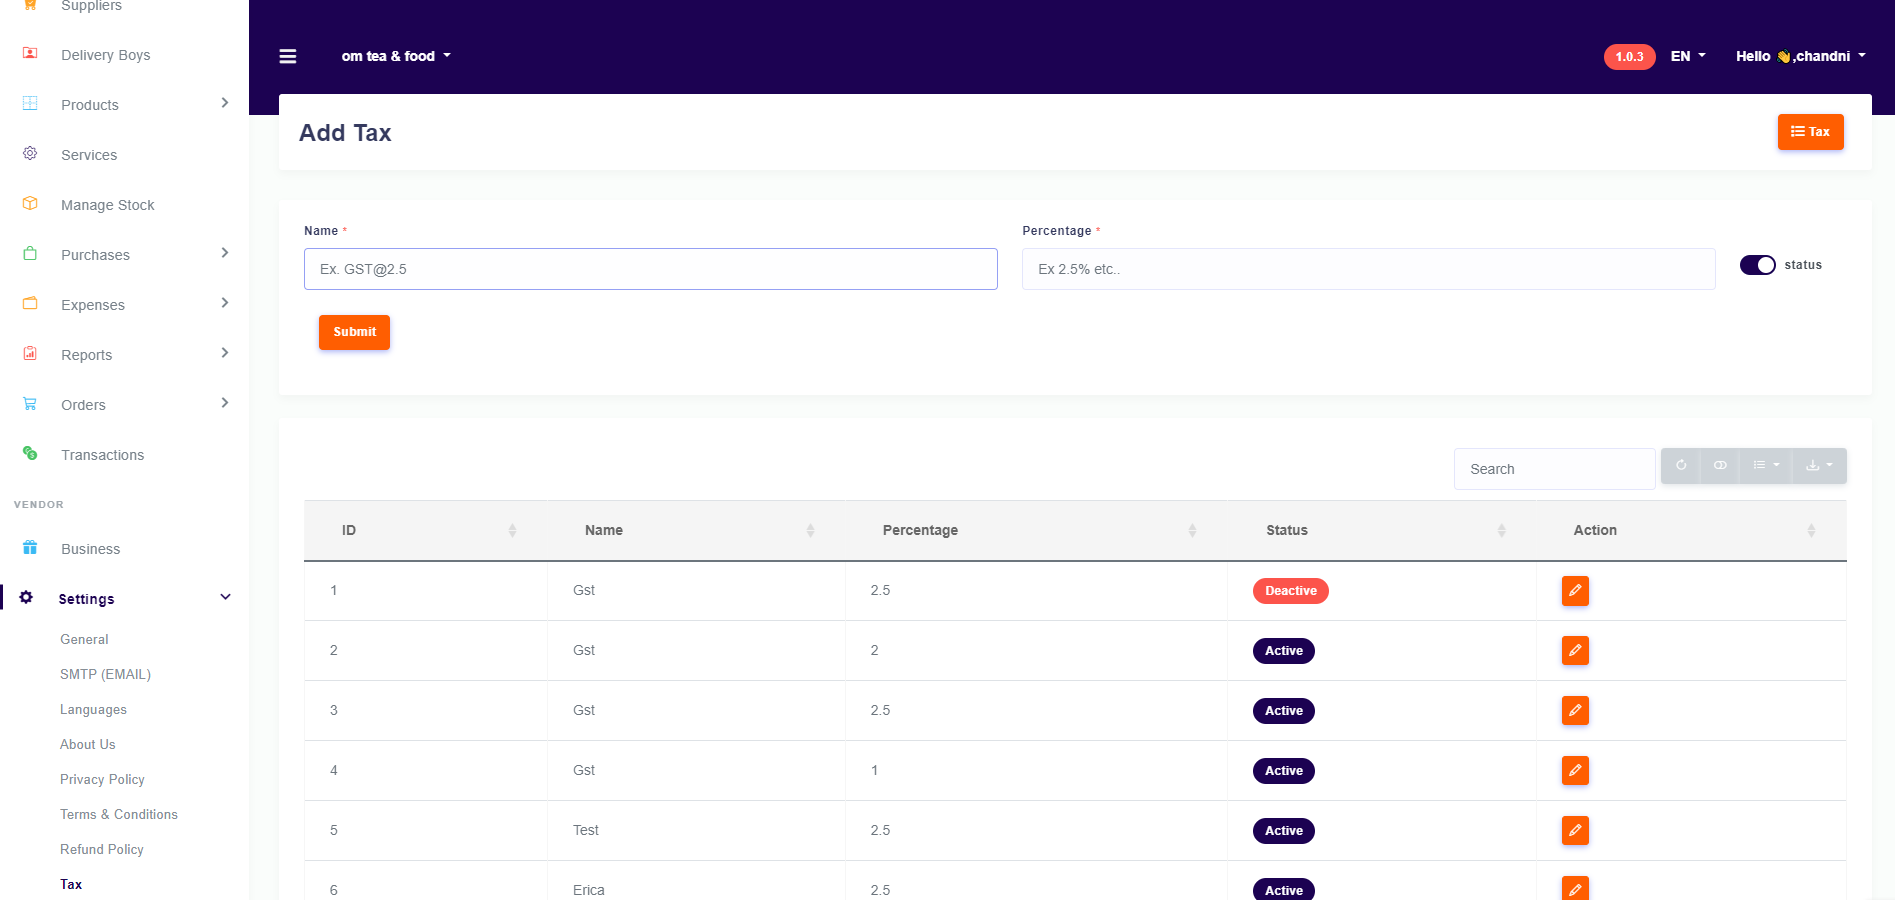 Suppliers
Delivery Boys
Products
Services
Manage Stock
Purchases
Expenses
Reports
Orders
Transactions
VENDOR
Business
Settings
General
SMTP (EMAIL)
Languages
About Us
Privacy Policy
Terms & Conditions
Refund Policy
Tax
om tea & food
1.0.3 EN Hello 👋,chandni
Add Tax
Tax
Name * Percentage *
Ex. GST@2.5 Ex 2.5% etc.. status
Submit
Search
ID Name Percentage Status Action
1 Gst 2.5 Deactive
2 Gst 2 Active
3 Gst 2.5 Active
4 Gst 1 Active
5 Test 2.5 Active
6 Erica 2.5 Active